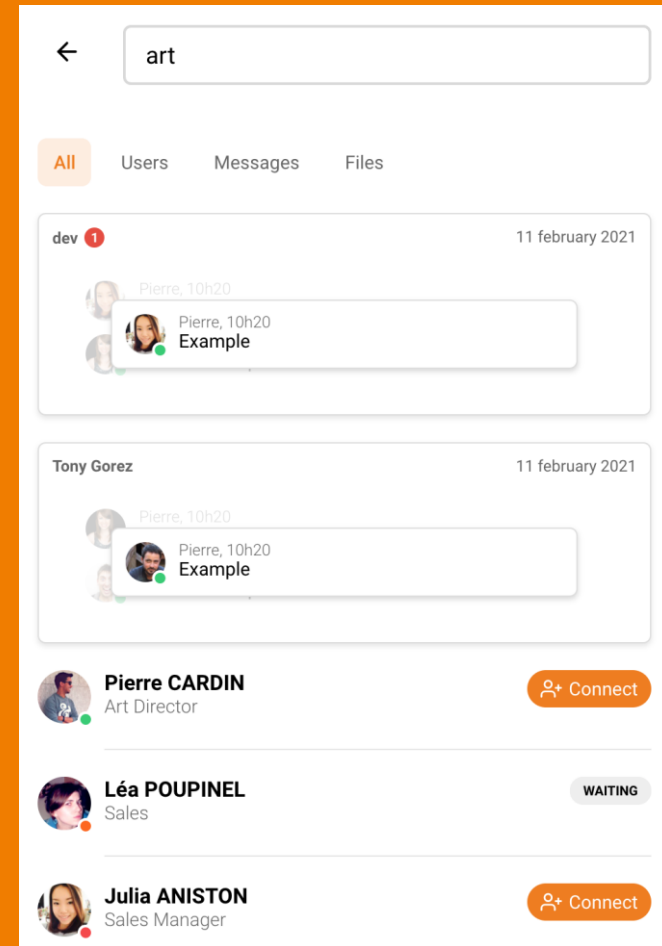 art
All Users Messages Files
dev 1 11 february 2021
Pierre, 10h20
Pierre, 10h20
Example
Tony Gorez 11 february 2021
Pierre, 10h20
Pierre, 10h20
Example
Pierre CARDIN
Art Director
Connect
Léa POUPINEL
Sales
WAITING
Julia ANISTON
Sales Manager
Connect